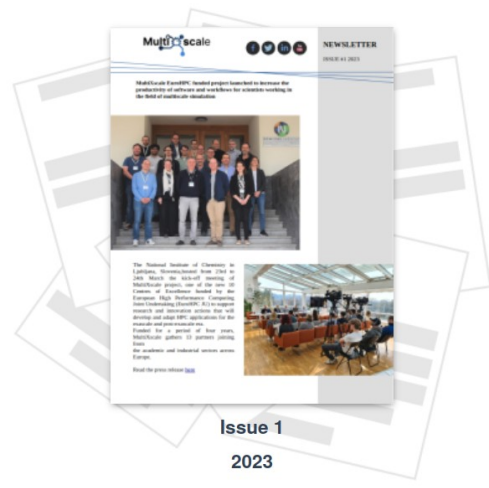 MultiXscale
NEWSLETTER
ISSUE #1 2023
MultiXscale EuroHPC funded project launched to increase the
productivity of software and workflows for scientists working in
the field of multiscale simulation
The National Institute of Chemistry in
Ljubljana, Slovenia,hosted from 23rd to
24th March the kick-off meeting of
MultiXscale project, one of the new 10
Centres of Excellence funded by the
European High Performance Computing
Joint Undertaking (EuroHPC JU) to support
research and innovation actions that will
develop and adapt HPC applications for the
exascale and post-exascale era.
Funded for a period of four years,
MultiXscale gathers 13 partners joining
from
the academic and industrial sectors across
Europe.
Read the press release here
Issue 1
2023